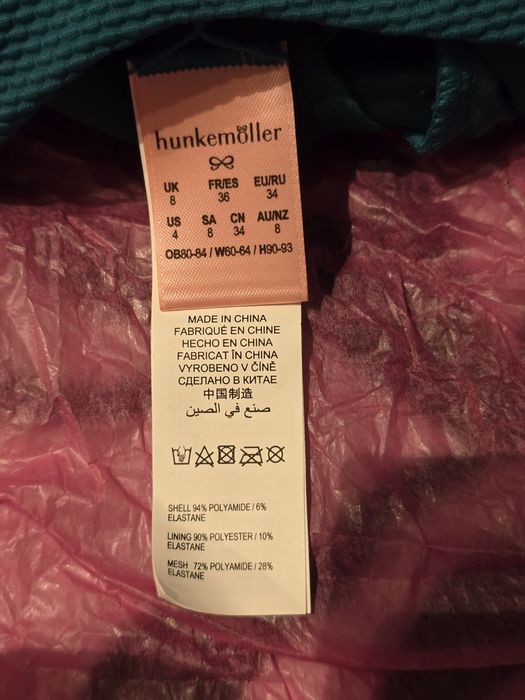 hunkemöller
UK FR/ES EU/RU
8 36 34
US SA CN AU/NZ
4 8 34 8
OB80-84 / W60-64 / H90-93
MADE IN CHINA
FABRIQUÉ EN CHINE
HECHO EN CHINA
FABRICAT ÎN CHINA
VYROBENO V ČÍNĚ
СДЕЛАНО В КИТАЕ
中国制造
صنع في الصين
SHELL 94% POLYAMIDE / 6%
ELASTANE
LINING 90% POLYESTER / 10%
ELASTANE
MESH 72% POLYAMIDE / 28%
ELASTANE